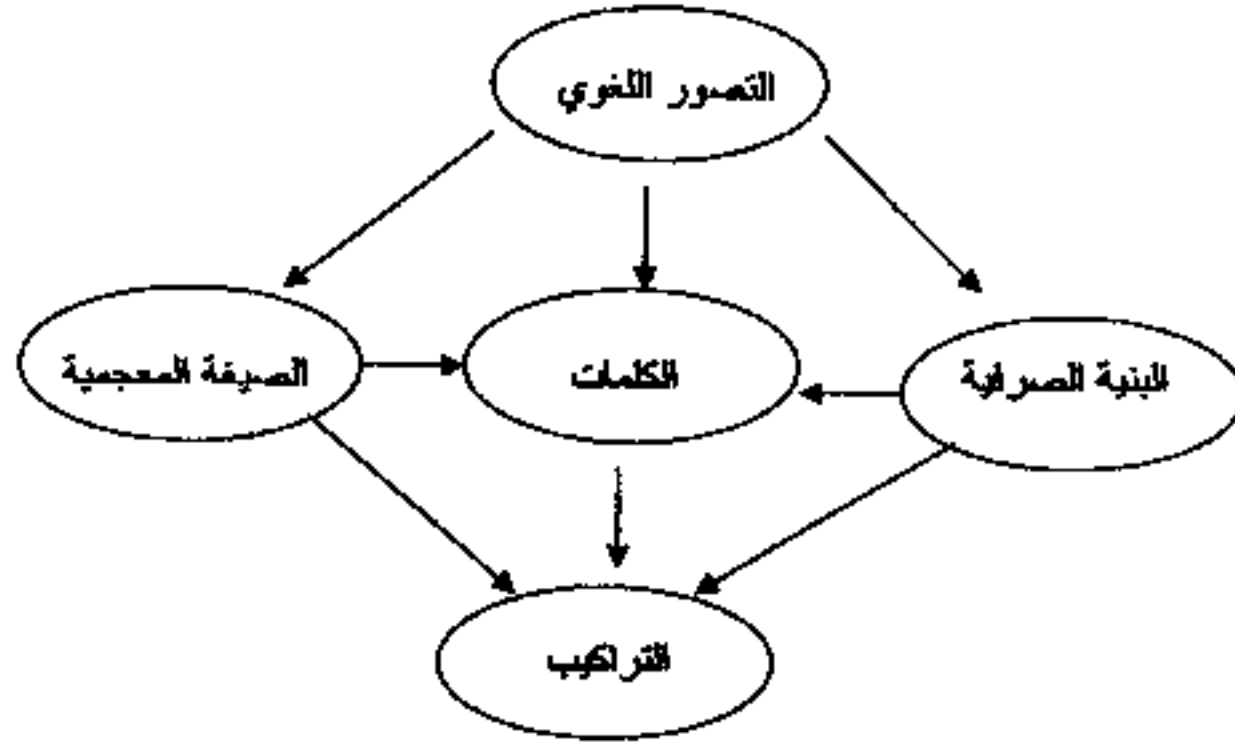 التصور اللغوي
البنية الصرفية
الكلمات
الصيغة المعجمية
التراكيب